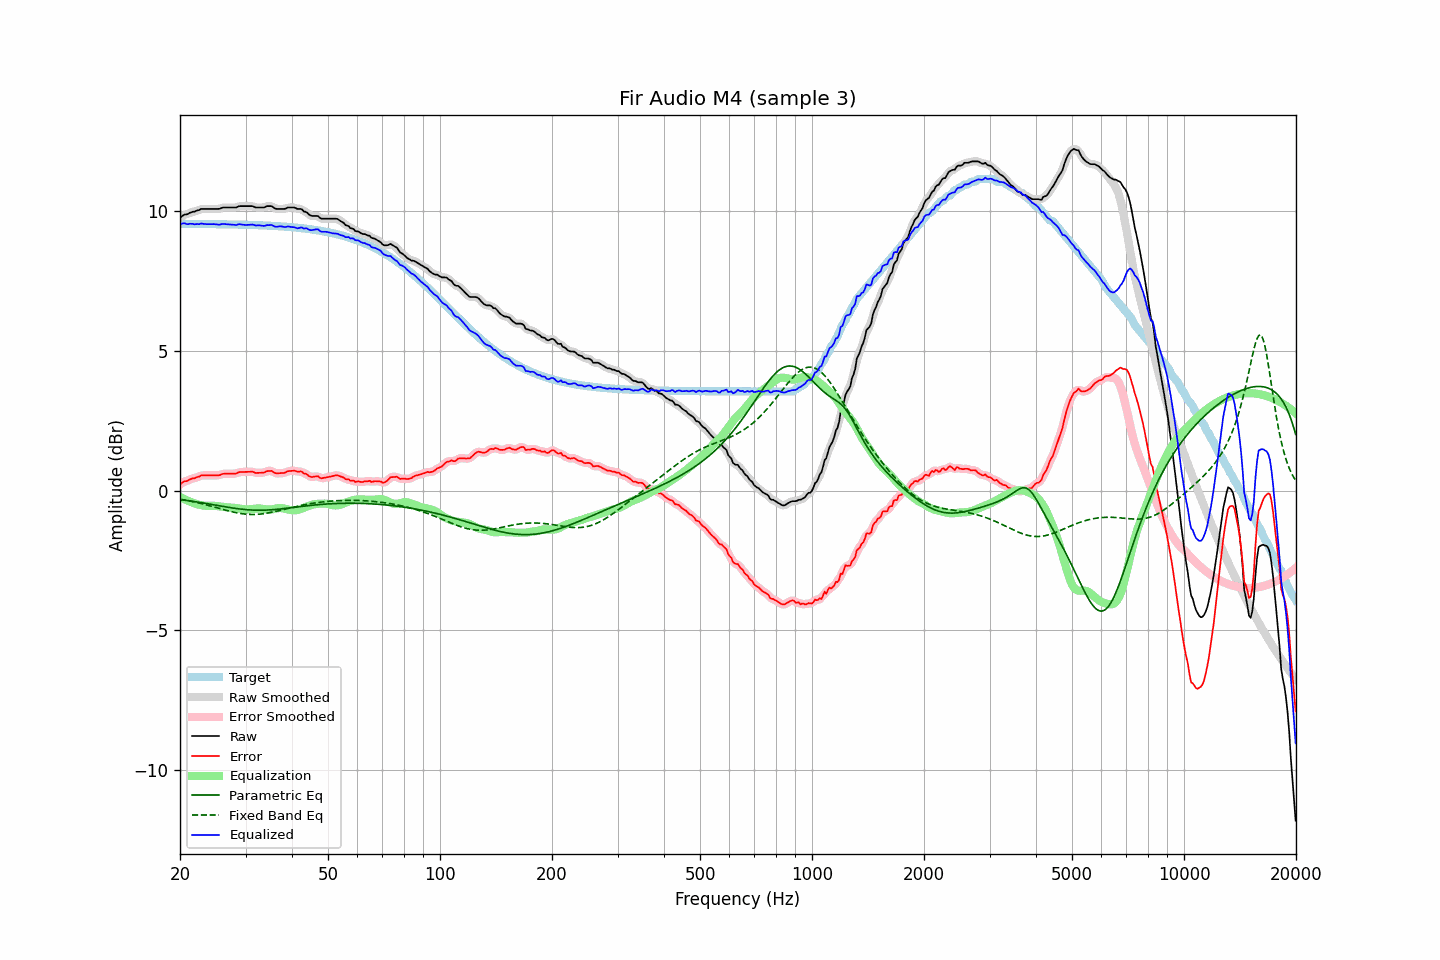 Fir Audio M4 (sample 3)
Amplitude (dBr)
10
5
0
−5
−10
Target
Raw Smoothed
Error Smoothed
Raw
Error
Equalization
Parametric Eq
Fixed Band Eq
Equalized
20 50 100 200 500 1000 2000 5000 10000 20000
Frequency (Hz)